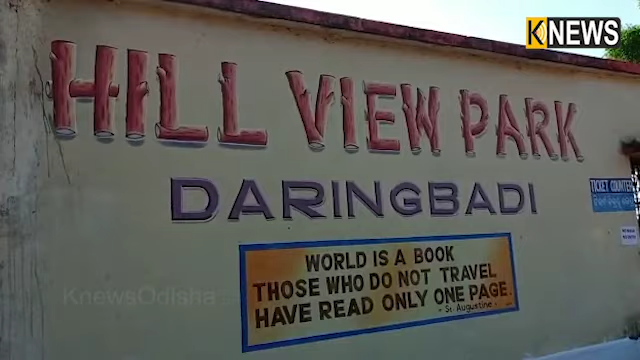 KNEWS
HILL VIEW PARK
DARINGBADI
TICKET COUNTER
WORLD IS A BOOK
THOSE WHO DO NOT TRAVEL
HAVE READ ONLY ONE PAGE.
- St. Augustine
KnewsOdisha